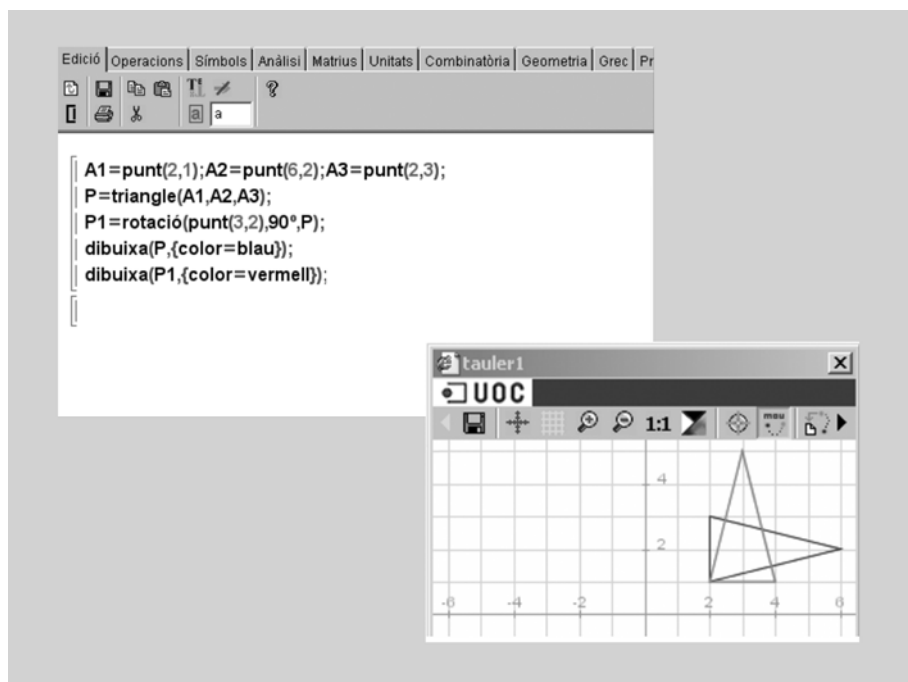 Edició Operacions Símbols Anàlisi Matrius Unitats Combinatòria Geometria Grec Pr
T
a a ?
A1=punt(2,1);A2=punt(6,2);A3=punt(2,3);
P=triangle(A1,A2,A3);
P1=rotació(punt(3,2),90º,P);
dibuixa(P,{color=blau});
dibuixa(P1,{color=vermell});
tauler1 X
UOC
1:1 mou
4
2
-6 -4 -2 2 4 6